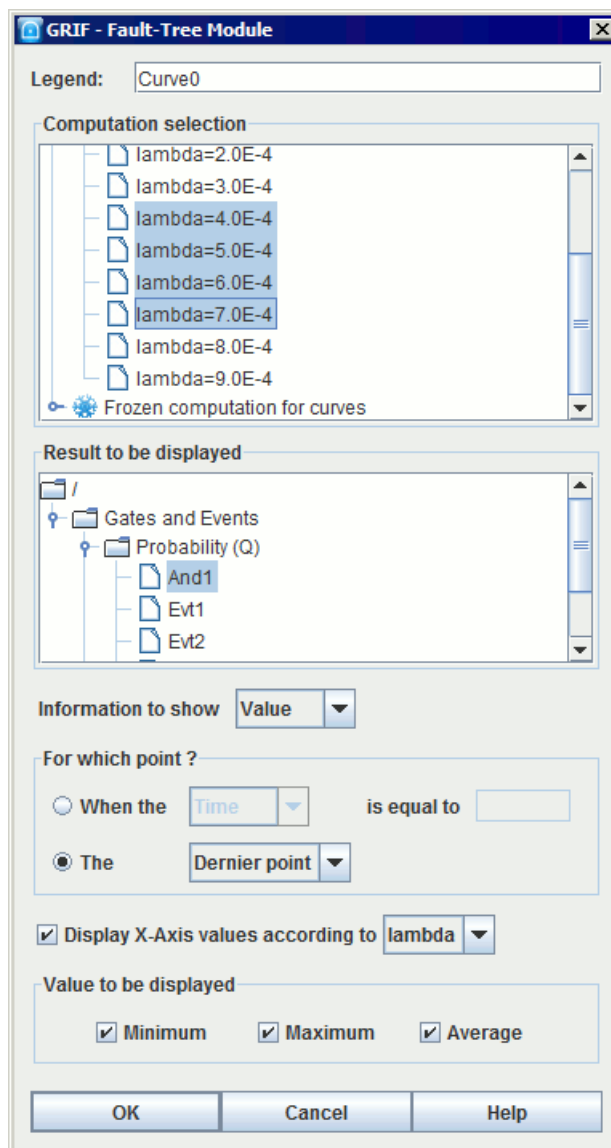 GRIF - Fault-Tree Module
Legend: Curve0
Computation selection
lambda=2.0E-4
lambda=3.0E-4
lambda=4.0E-4
lambda=5.0E-4
lambda=6.0E-4
lambda=7.0E-4
lambda=8.0E-4
lambda=9.0E-4
Frozen computation for curves
Result to be displayed
/
Gates and Events
Probability (Q)
And1
Evt1
Evt2
Information to show Value
For which point ?
When the Time is equal to
The Dernier point
Display X-Axis values according to lambda
Value to be displayed
Minimum Maximum Average
OK Cancel Help